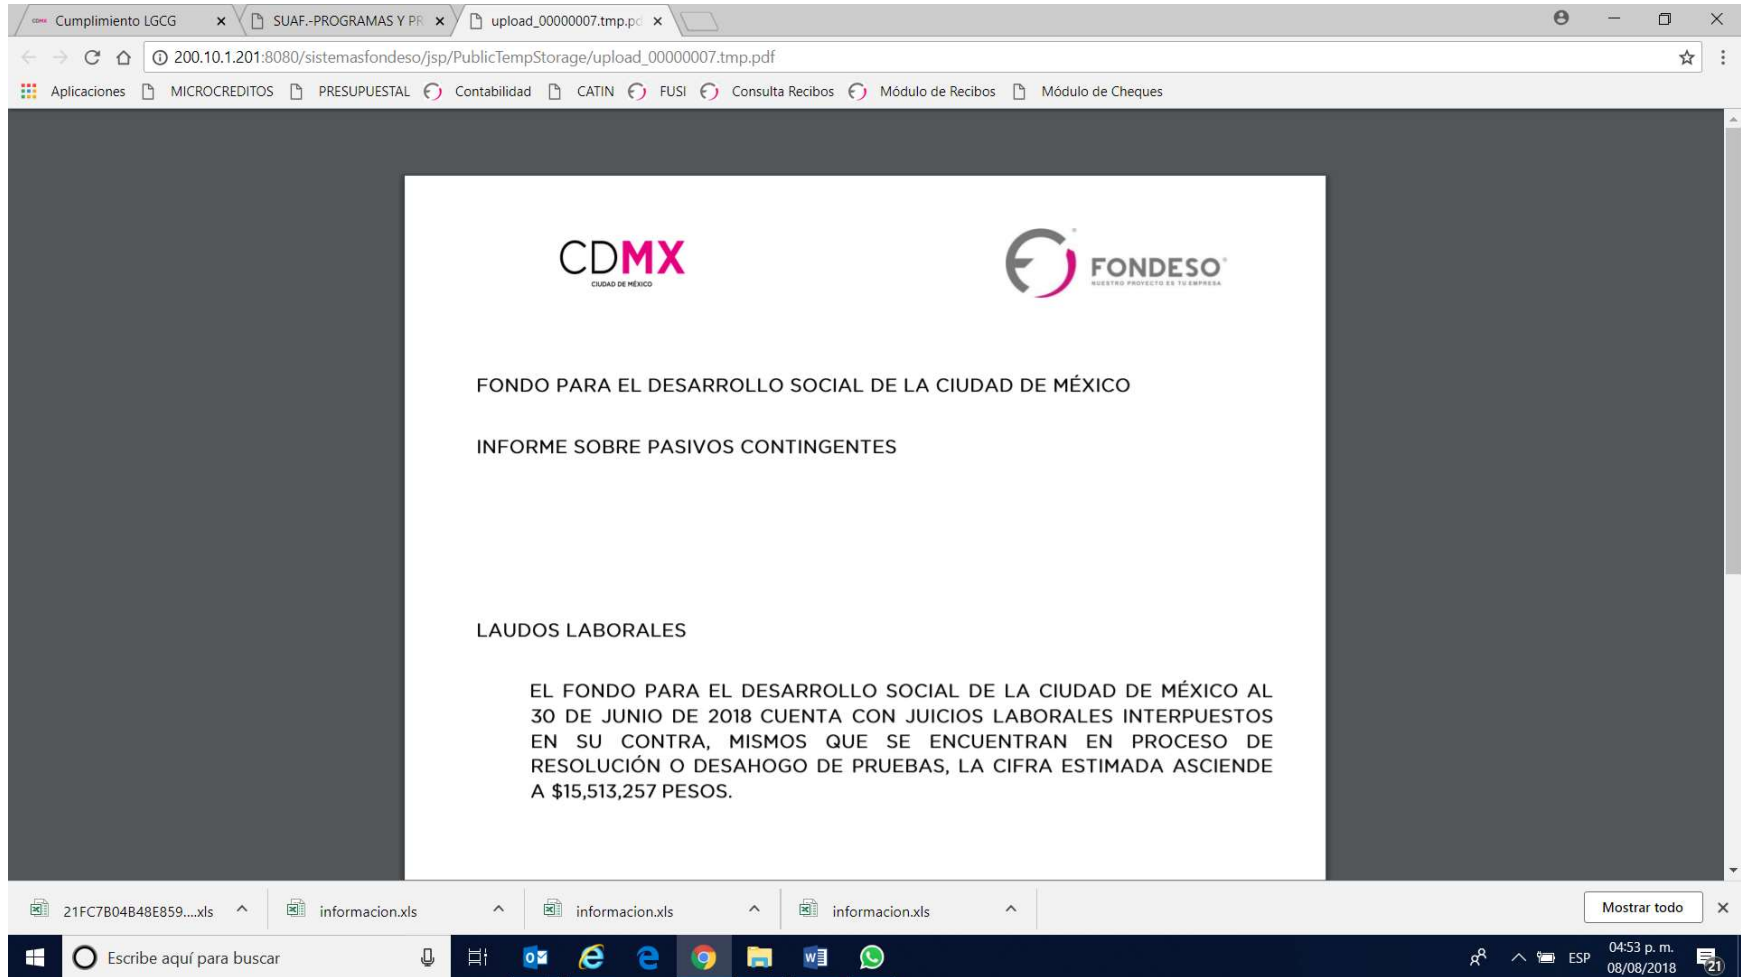 Cumplimiento LGCG
SUAF.-PROGRAMAS Y PR
upload_00000007.tmp.pd
200.10.1.201:8080/sistemasfondeso/jsp/PublicTempStorage/upload_00000007.tmp.pdf
Aplicaciones MICROCREDITOS PRESUPUESTAL Contabilidad CATIN FUSI Consulta Recibos Módulo de Recibos Módulo de Cheques
CDMX
CIUDAD DE MÉXICO
FONDESO
NUESTRO PROYECTO ES TU EMPRESA
FONDO PARA EL DESARROLLO SOCIAL DE LA CIUDAD DE MÉXICO
INFORME SOBRE PASIVOS CONTINGENTES
LAUDOS LABORALES
EL FONDO PARA EL DESARROLLO SOCIAL DE LA CIUDAD DE MÉXICO AL
30 DE JUNIO DE 2018 CUENTA CON JUICIOS LABORALES INTERPUESTOS
EN SU CONTRA, MISMOS QUE SE ENCUENTRAN EN PROCESO DE
RESOLUCIÓN O DESAHOGO DE PRUEBAS, LA CIFRA ESTIMADA ASCIENDE
A $15,513,257 PESOS.
21FC7B04B48E859....xls informacion.xls informacion.xls informacion.xls Mostrar todo
Escribe aquí para buscar
ESP
04:53 p. m.
08/08/2018
21